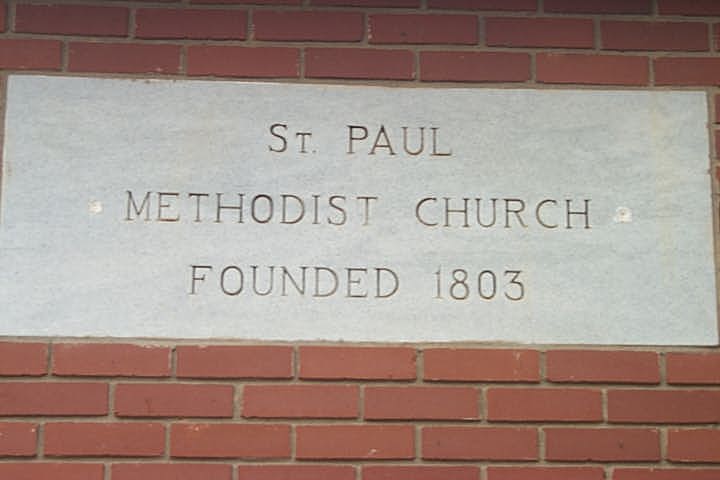 St. PAUL
METHODIST CHURCH
FOUNDED 1803